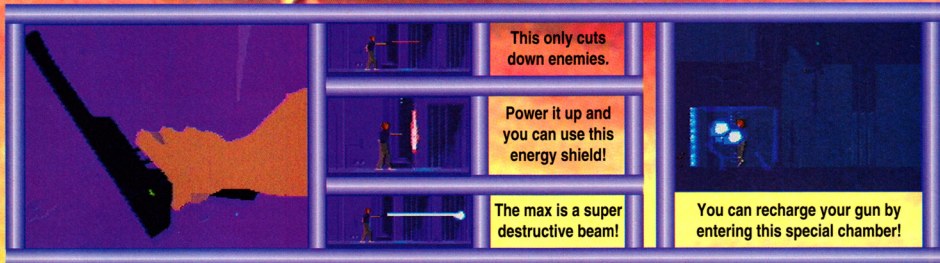 This only cuts
down enemies.
Power it up and
you can use this
energy shield!
The max is a super
destructive beam!
You can recharge your gun by
entering this special chamber!